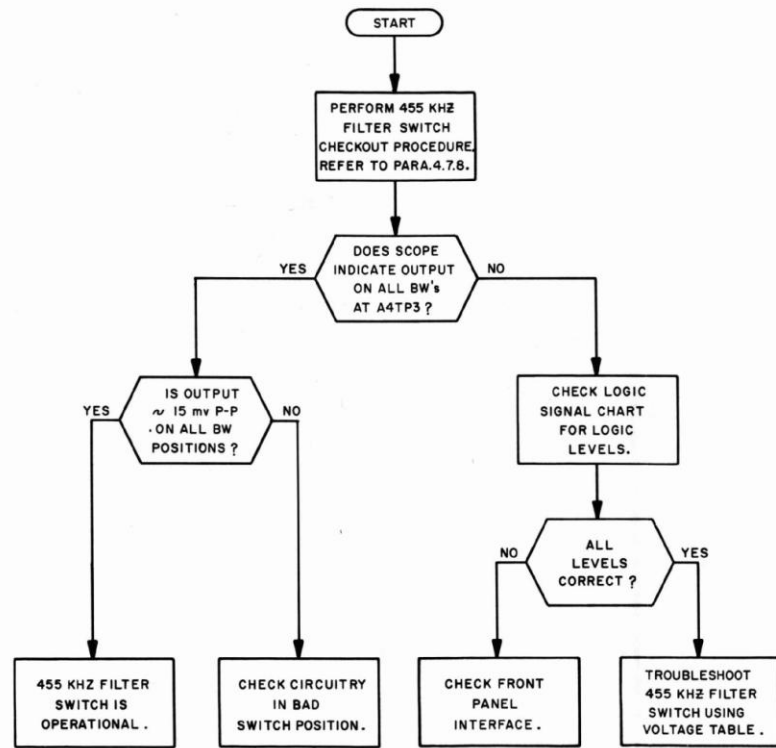 START
PERFORM 455 KHZ
FILTER SWITCH
CHECKOUT PROCEDURE.
REFER TO PARA.4.7.8.
DOES SCOPE
INDICATE OUTPUT
ON ALL BW's
AT A4TP3 ?
YES
NO
IS OUTPUT
~ 15 mv P-P
.ON ALL BW
POSITIONS ?
YES
NO
CHECK LOGIC
SIGNAL CHART
FOR LOGIC
LEVELS.
ALL
LEVELS
CORRECT ?
NO
YES
455 KHZ FILTER
SWITCH IS
OPERATIONAL .
CHECK CIRCUITRY
IN BAD
SWITCH POSITION.
CHECK FRONT
PANEL
INTERFACE .
TROUBLESHOOT
455 KHZ FILTER
SWITCH USING
VOLTAGE TABLE .